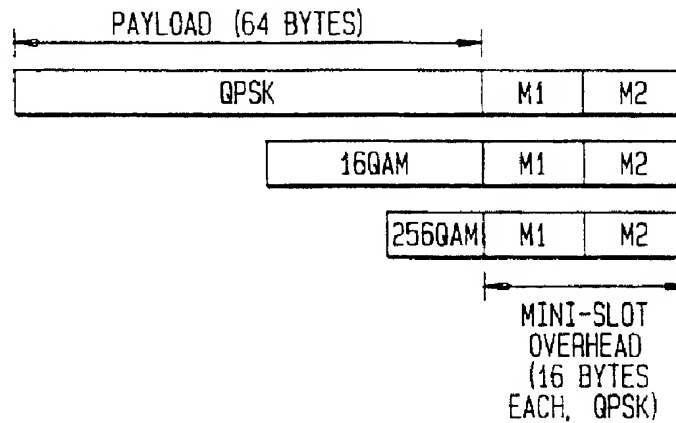 PAYLOAD (64 BYTES)
QPSK M1 M2
16QAM M1 M2
256QAM M1 M2
MINI-SLOT
OVERHEAD
(16 BYTES
EACH, QPSK)